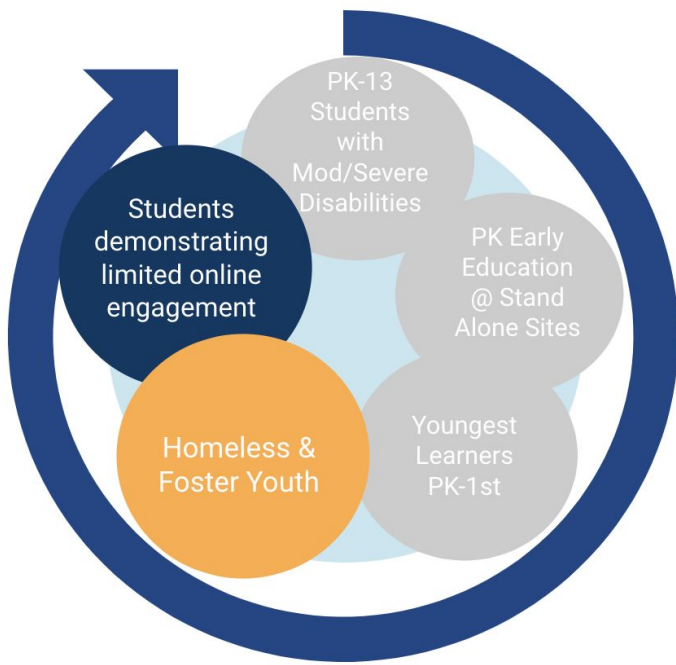 PK-13
Students
with
Mod/Severe
Disabilities
PK Early
Education
@ Stand
Alone Sites
Youngest
Learners
PK-1st
Homeless &
Foster Youth
Students
demonstrating
limited online
engagement